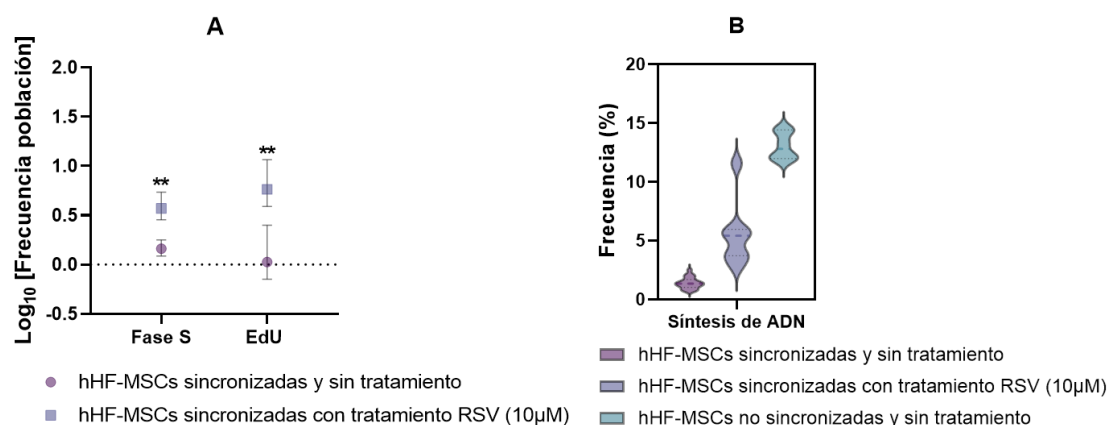 A
Log10 [Frecuencia población]
2.0
1.5
1.0
0.5
0.0
-0.5
**
**
Fase S EdU
hHF-MSCs sincronizadas y sin tratamiento
hHF-MSCs sincronizadas con tratamiento RSV (10µM)
B
Frecuencia (%)
20
15
10
5
0
Síntesis de ADN
hHF-MSCs sincronizadas y sin tratamiento
hHF-MSCs sincronizadas con tratamiento RSV (10µM)
hHF-MSCs no sincronizadas y sin tratamiento